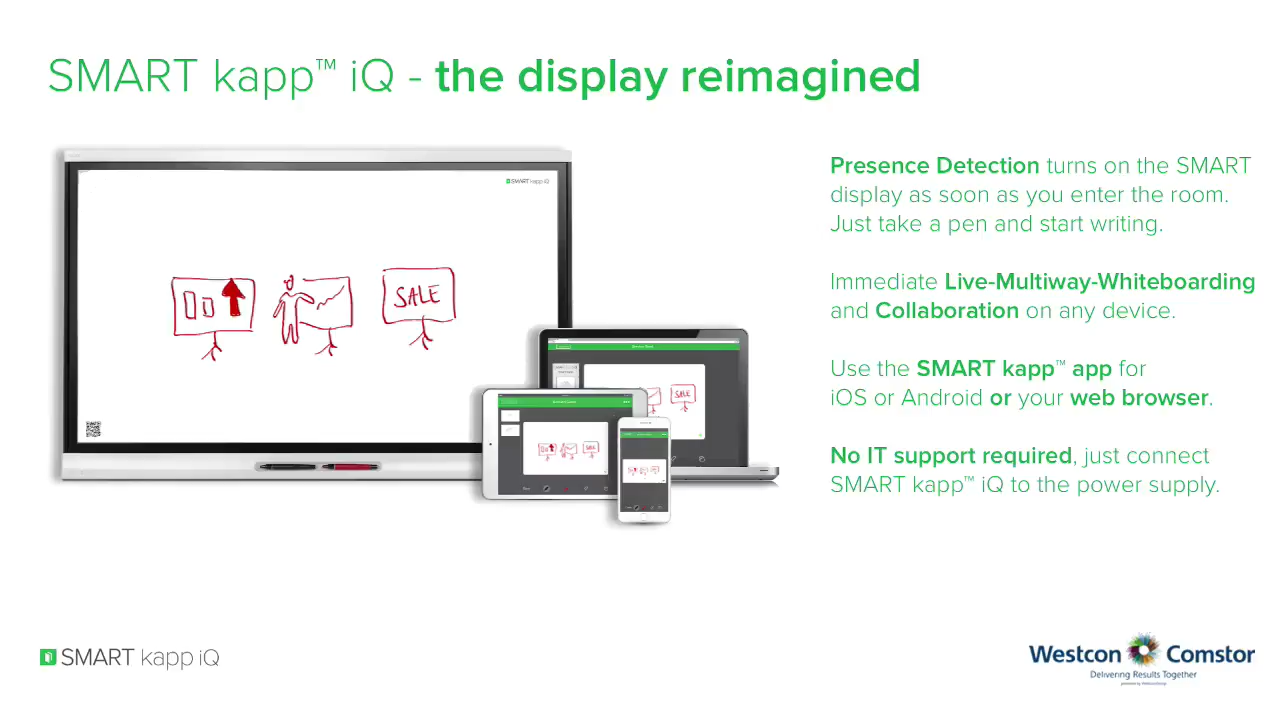 SMART kapp™ iQ - the display reimagined
Presence Detection turns on the SMART
display as soon as you enter the room.
Just take a pen and start writing.
Immediate Live-Multiway-Whiteboarding
and Collaboration on any device.
Use the SMART kapp™ app for
iOS or Android or your web browser.
No IT support required, just connect
SMART kapp™ iQ to the power supply.
SMART kapp iQ
SALE
SALE
SALE
SMART kapp iQ
Westcon Comstor
Delivering Results Together